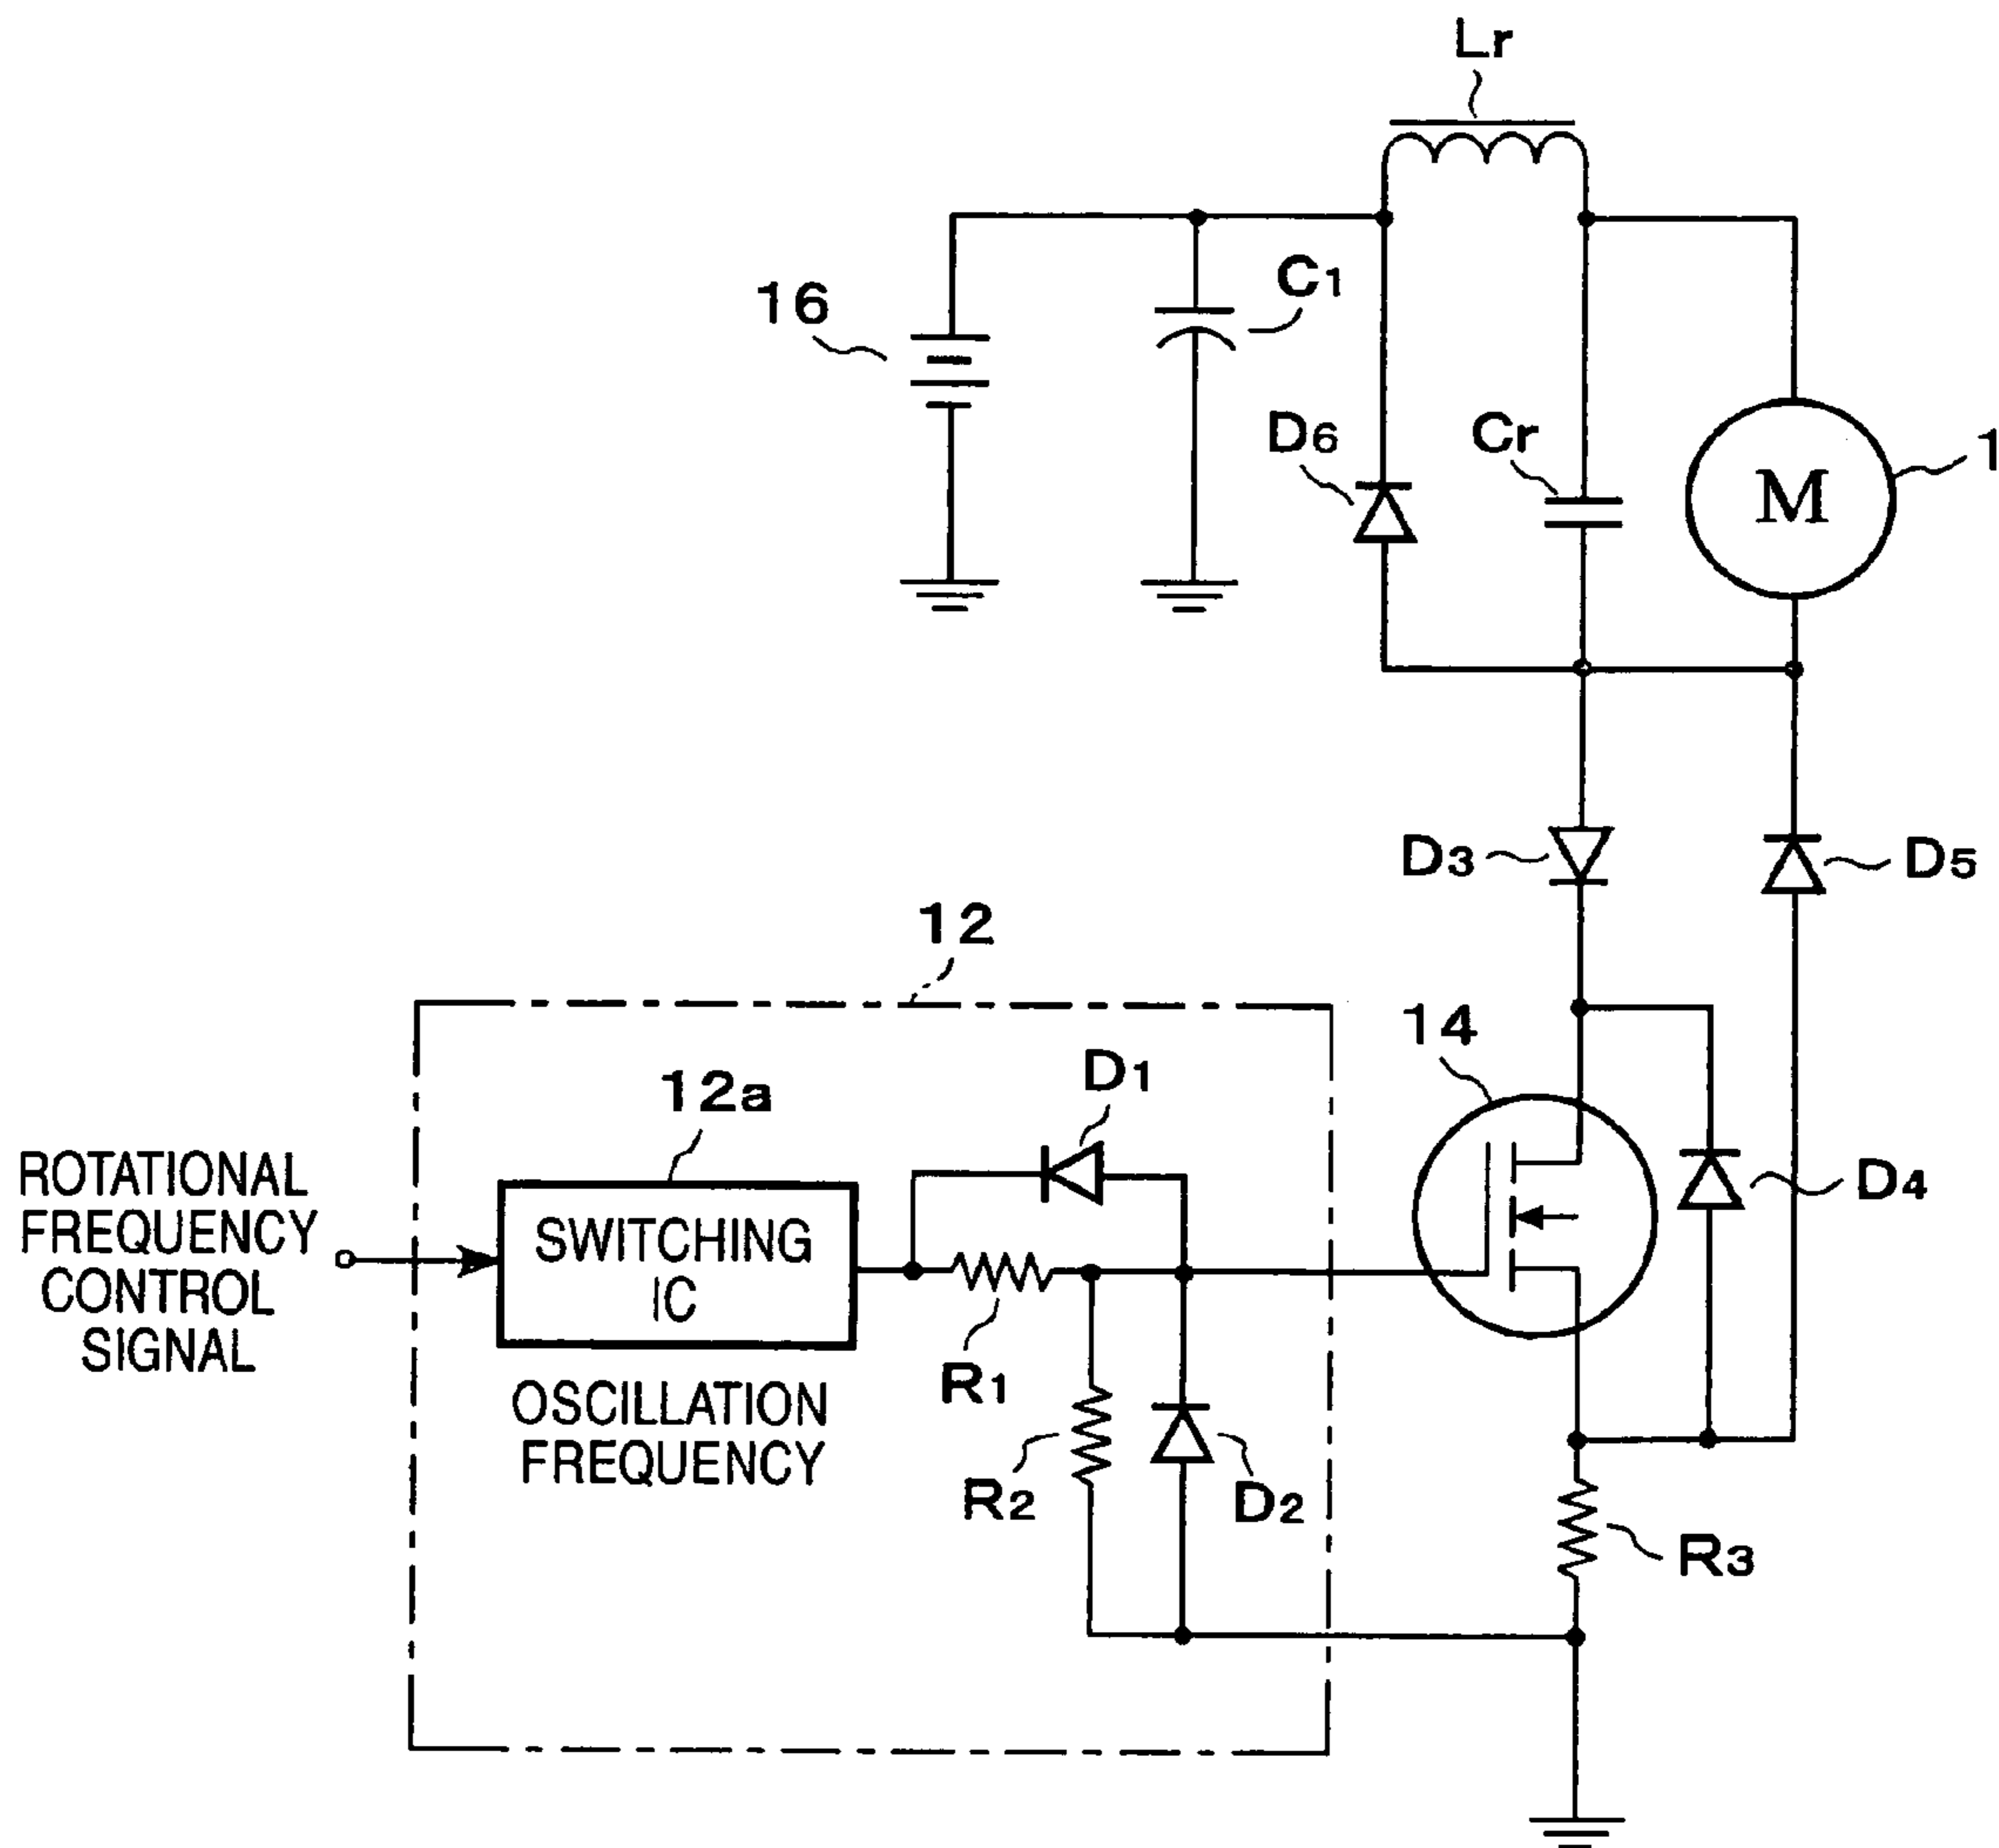 Lr
C1
16
D6
Cr
1
M
D3
D5
12
14
D1
12a
D4
ROTATIONAL
FREQUENCY
CONTROL
SIGNAL
SWITCHING
IC
R1
OSCILLATION
FREQUENCY
R2
D2
R3